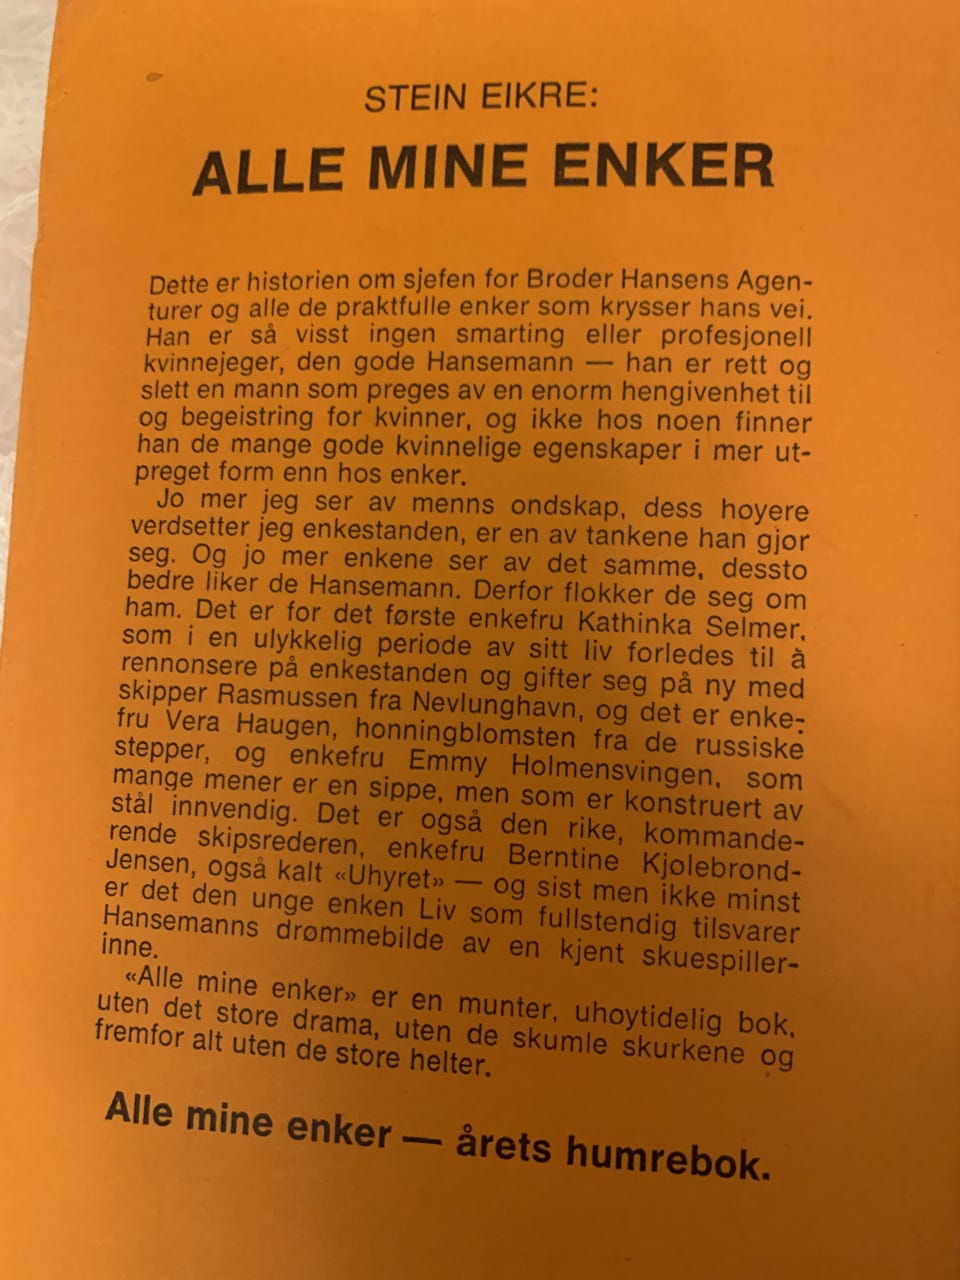 STEIN EIKRE:
ALLE MINE ENKER
Dette er historien om sjefen for Broder Hansens Agen-
turer og alle de praktfulle enker som krysser hans vei.
Han er så visst ingen smarting eller profesjonell
kvinnejeger, den gode Hansemann — han er rett og
slett en mann som preges av en enorm hengivenhet til
og begeistring for kvinner, og ikke hos noen finner
han de mange gode kvinnelige egenskaper i mer ut-
preget form enn hos enker.
Jo mer jeg ser av menns ondskap, dess hoyere
verdsetter jeg enkestanden, er en av tankene han gjor
seg. Og jo mer enkene ser av det samme, dessto
bedre liker de Hansemann. Derfor flokker de seg om
ham. Det er for det første enkefru Kathinka Selmer,
som i en ulykkelig periode av sitt liv forledes til å
rennonsere på enkestanden og gifter seg på ny med
skipper Rasmussen fra Nevlunghavn, og det er enke-
fru Vera Haugen, honningblomsten fra de russiske
stepper, og enkefru Emmy Holmensvingen, som
mange mener er en sippe, men som er konstruert av
stål innvendig. Det er også den rike, kommande-
rende skipsrederen, enkefru Berntine Kjølebrond-
Jensen, også kalt «Uhyret» — og sist men ikke minst
er det den unge enken Liv som fullstendig tilsvarer
Hansemanns drømmebilde av en kjent skuespiller-
inne.
«Alle mine enker» er en munter, uhoytidelig bok,
uten det store drama, uten de skumle skurkene og
fremfor alt uten de store helter.
Alle mine enker — årets humrebok.